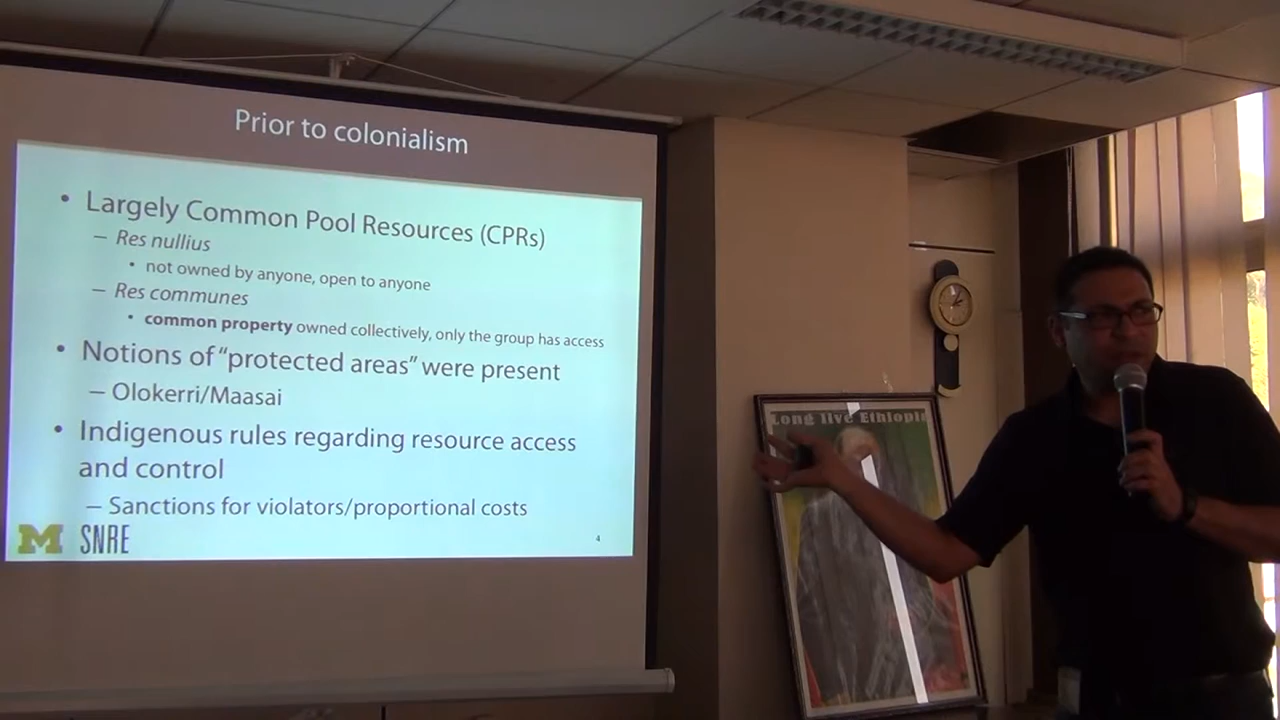 Prior to colonialism
• Largely Common Pool Resources (CPRs)
– Res nullius
• not owned by anyone, open to anyone
– Res communes
• common property owned collectively, only the group has access
• Notions of “protected areas” were present
– Olokerri/Maasai
• Indigenous rules regarding resource access
and control
– Sanctions for violators/proportional costs
M SNRE
4
Long live Ethiopia